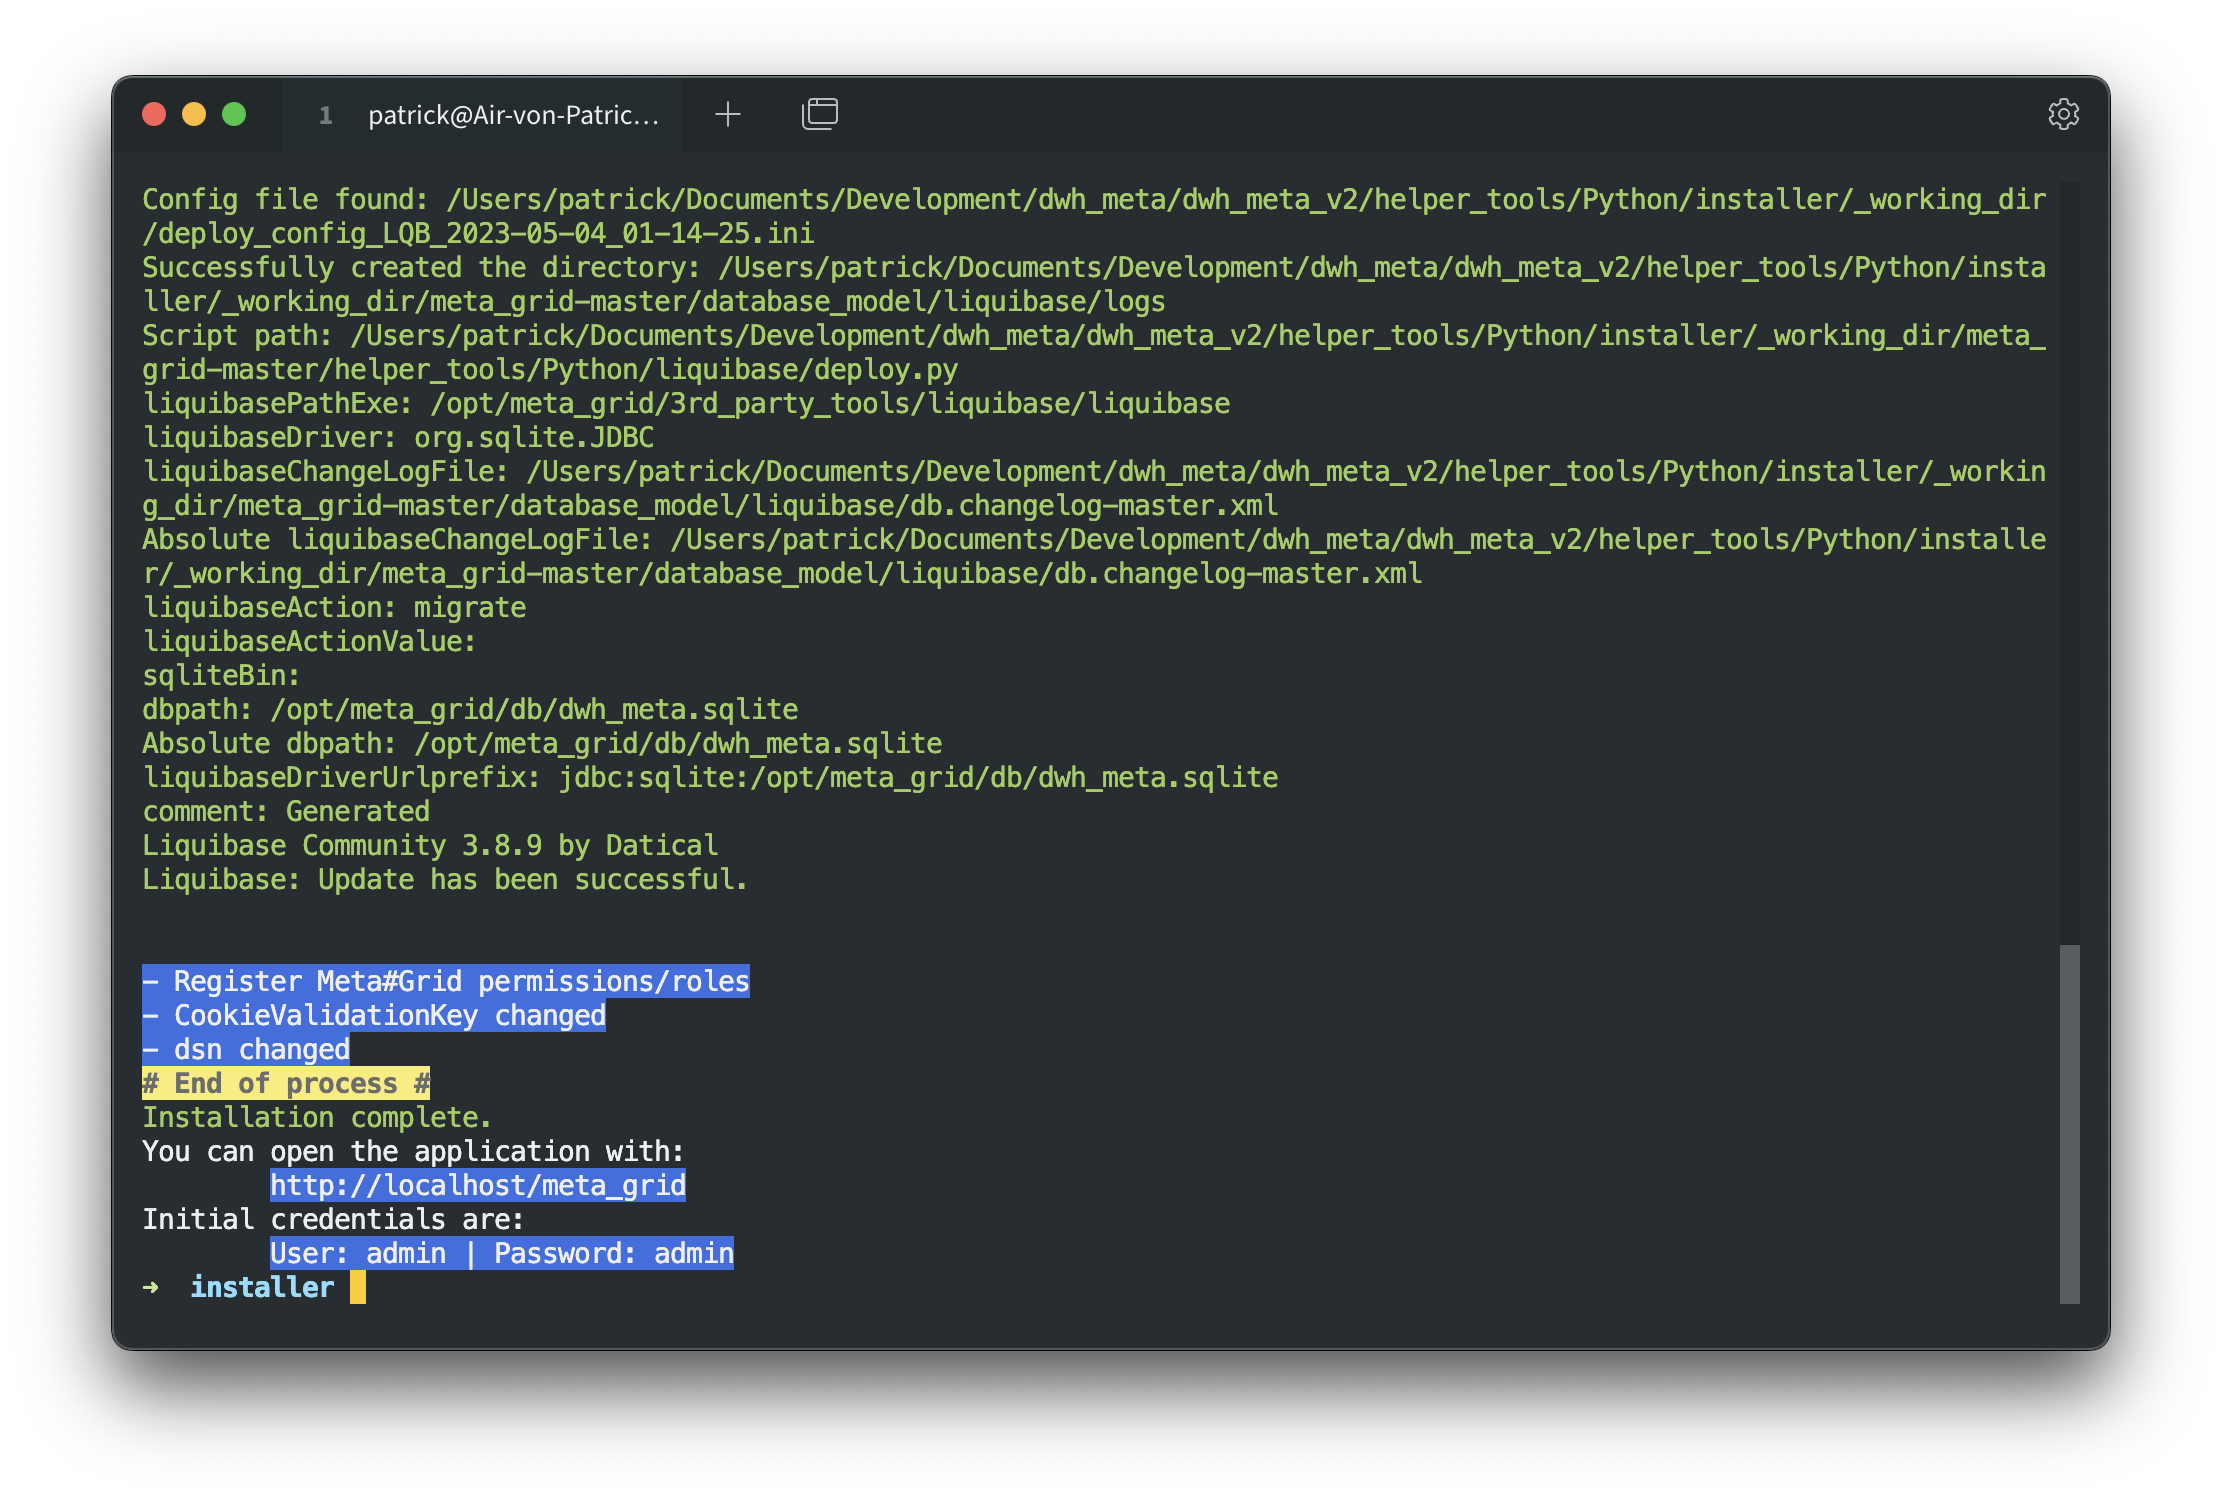 1 patrick@Air-von-Patric…
Config file found: /Users/patrick/Documents/Development/dwh_meta/dwh_meta_v2/helper_tools/Python/installer/_working_dir
/deploy_config_LQB_2023-05-04_01-14-25.ini
Successfully created the directory: /Users/patrick/Documents/Development/dwh_meta/dwh_meta_v2/helper_tools/Python/insta
ller/_working_dir/meta_grid-master/database_model/liquibase/logs
Script path: /Users/patrick/Documents/Development/dwh_meta/dwh_meta_v2/helper_tools/Python/installer/_working_dir/meta_
grid-master/helper_tools/Python/liquibase/deploy.py
liquibasePathExe: /opt/meta_grid/3rd_party_tools/liquibase/liquibase
liquibaseDriver: org.sqlite.JDBC
liquibaseChangeLogFile: /Users/patrick/Documents/Development/dwh_meta/dwh_meta_v2/helper_tools/Python/installer/_workin
g_dir/meta_grid-master/database_model/liquibase/db.changelog-master.xml
Absolute liquibaseChangeLogFile: /Users/patrick/Documents/Development/dwh_meta/dwh_meta_v2/helper_tools/Python/installe
r/_working_dir/meta_grid-master/database_model/liquibase/db.changelog-master.xml
liquibaseAction: migrate
liquibaseActionValue:
sqliteBin:
dbpath: /opt/meta_grid/db/dwh_meta.sqlite
Absolute dbpath: /opt/meta_grid/db/dwh_meta.sqlite
liquibaseDriverUrlprefix: jdbc:sqlite:/opt/meta_grid/db/dwh_meta.sqlite
comment: Generated
Liquibase Community 3.8.9 by Datical
Liquibase: Update has been successful.
- Register Meta#Grid permissions/roles
- CookieValidationKey changed
- dsn changed
# End of process #
Installation complete.
You can open the application with:
http://localhost/meta_grid
Initial credentials are:
User: admin | Password: admin
➜ installer